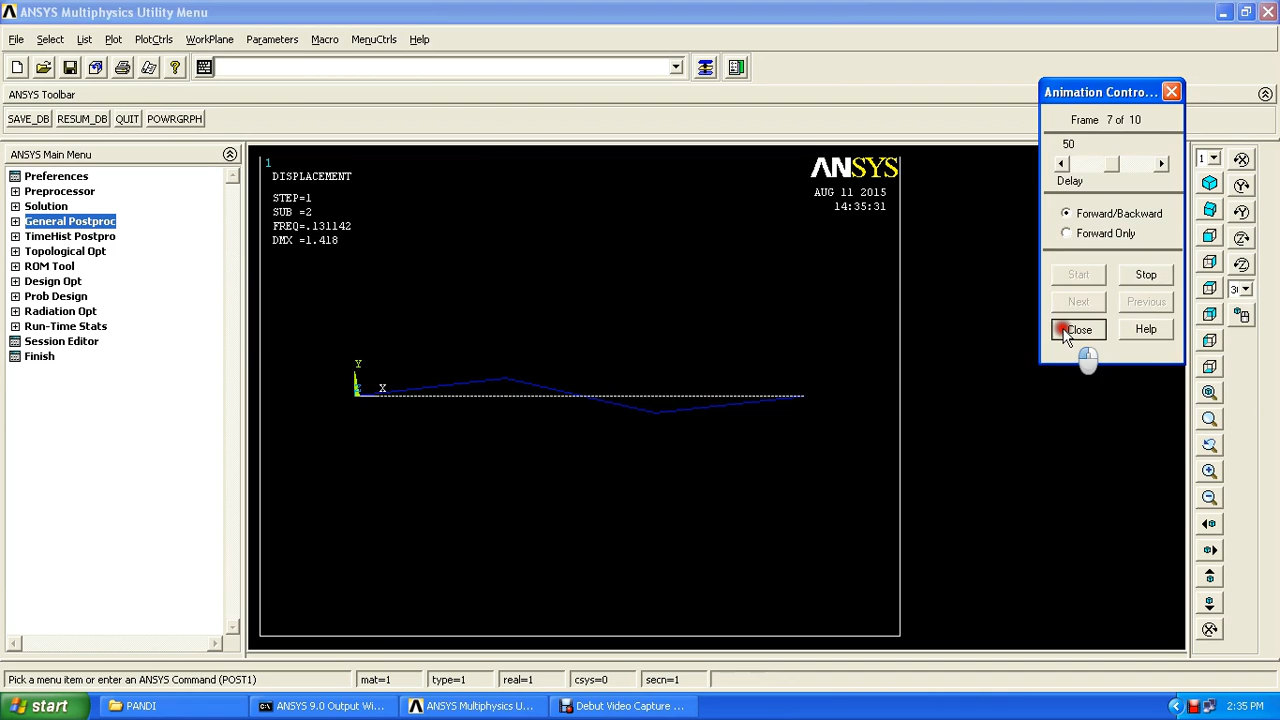 ANSYS Multiphysics Utility Menu
File Select List Plot PlotCtrls WorkPlane Parameters Macro MenuCtrls Help
ANSYS Toolbar
SAVE_DB RESUM_DB QUIT POWRGRPH
ANSYS Main Menu
Preferences
Preprocessor
Solution
General Postproc
TimeHist Postpro
Topological Opt
ROM Tool
Design Opt
Prob Design
Radiation Opt
Run-Time Stats
Session Editor
Finish
1
DISPLACEMENT
STEP=1
SUB =2
FREQ=.131142
DMX =1.418
ANSYS
AUG 11 2015
14:35:31
Y
X
Animation Contro...
Frame 7 of 10
50
Delay
Forward/Backward
Forward Only
Start Stop
Next Previous
Close Help
1
Pick a menu item or enter an ANSYS Command (POST1) mat=1 type=1 real=1 csys=0 secn=1
start PANDI ANSYS 9.0 Output Wi... ANSYS Multiphysics U... Debut Video Capture ... 2:35 PM